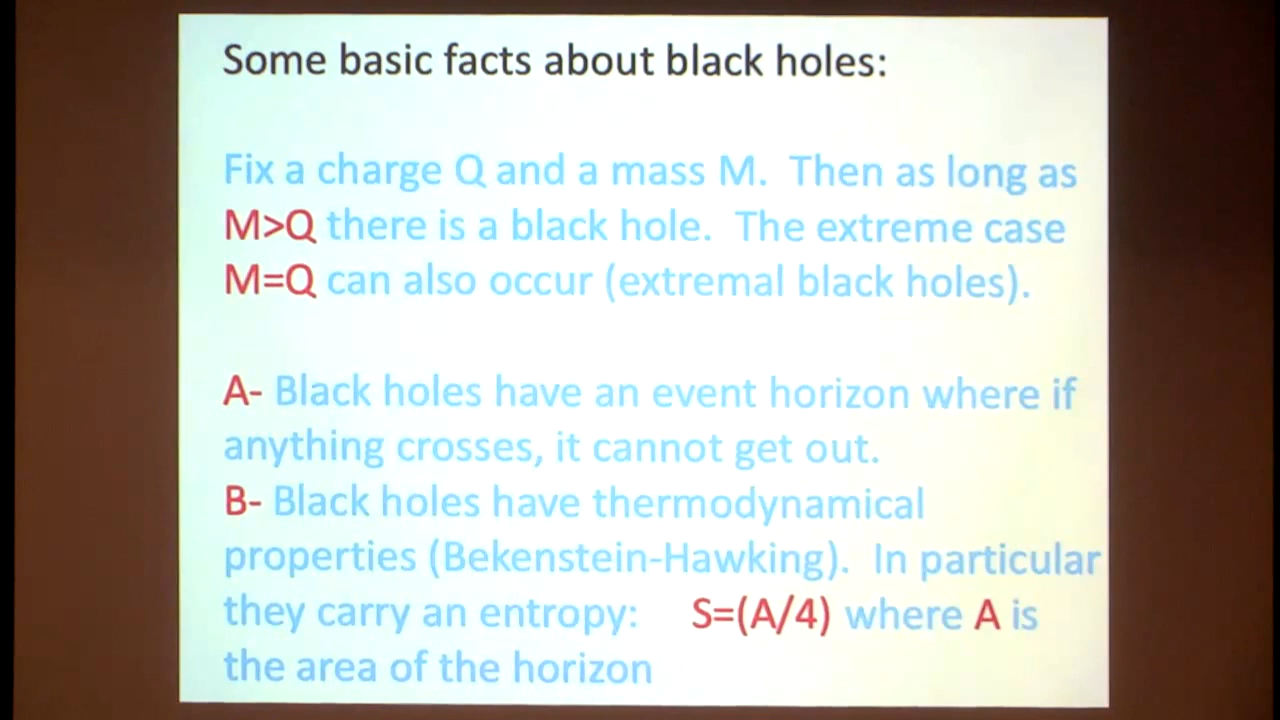 Some basic facts about black holes:
Fix a charge Q and a mass M. Then as long as
M>Q there is a black hole. The extreme case
M=Q can also occur (extremal black holes).
A- Black holes have an event horizon where if
anything crosses, it cannot get out.
B- Black holes have thermodynamical
properties (Bekenstein-Hawking). In particular
they carry an entropy: S=(A/4) where A is
the area of the horizon